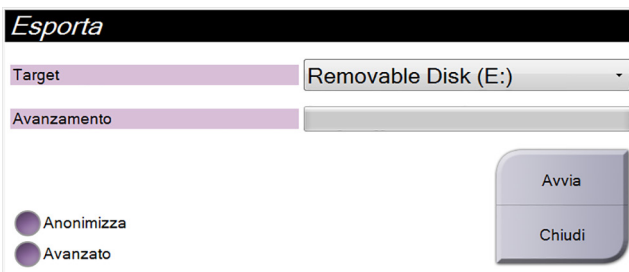 Esporta
Target
Removable Disk (E:)
Avanzamento
Avvia
Anonimizza
Chiudi
Avanzato